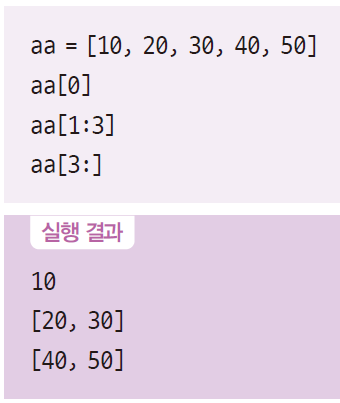 aa = [10, 20, 30, 40, 50]
aa[0]
aa[1:3]
aa[3:]
실행 결과
10
[20, 30]
[40, 50]